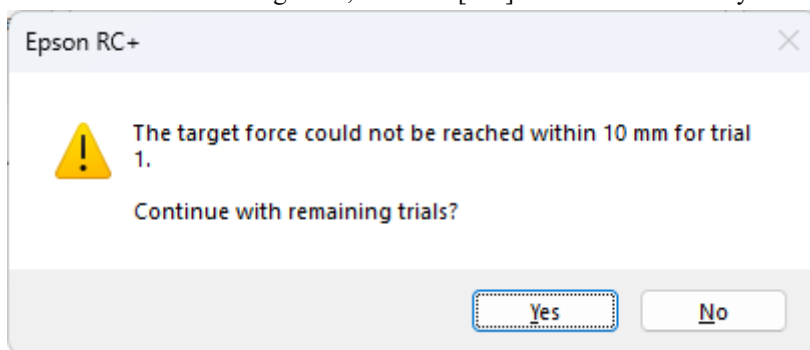 Epson RC+
The target force could not be reached within 10 mm for trial
1.
Continue with remaining trials?
Yes
No